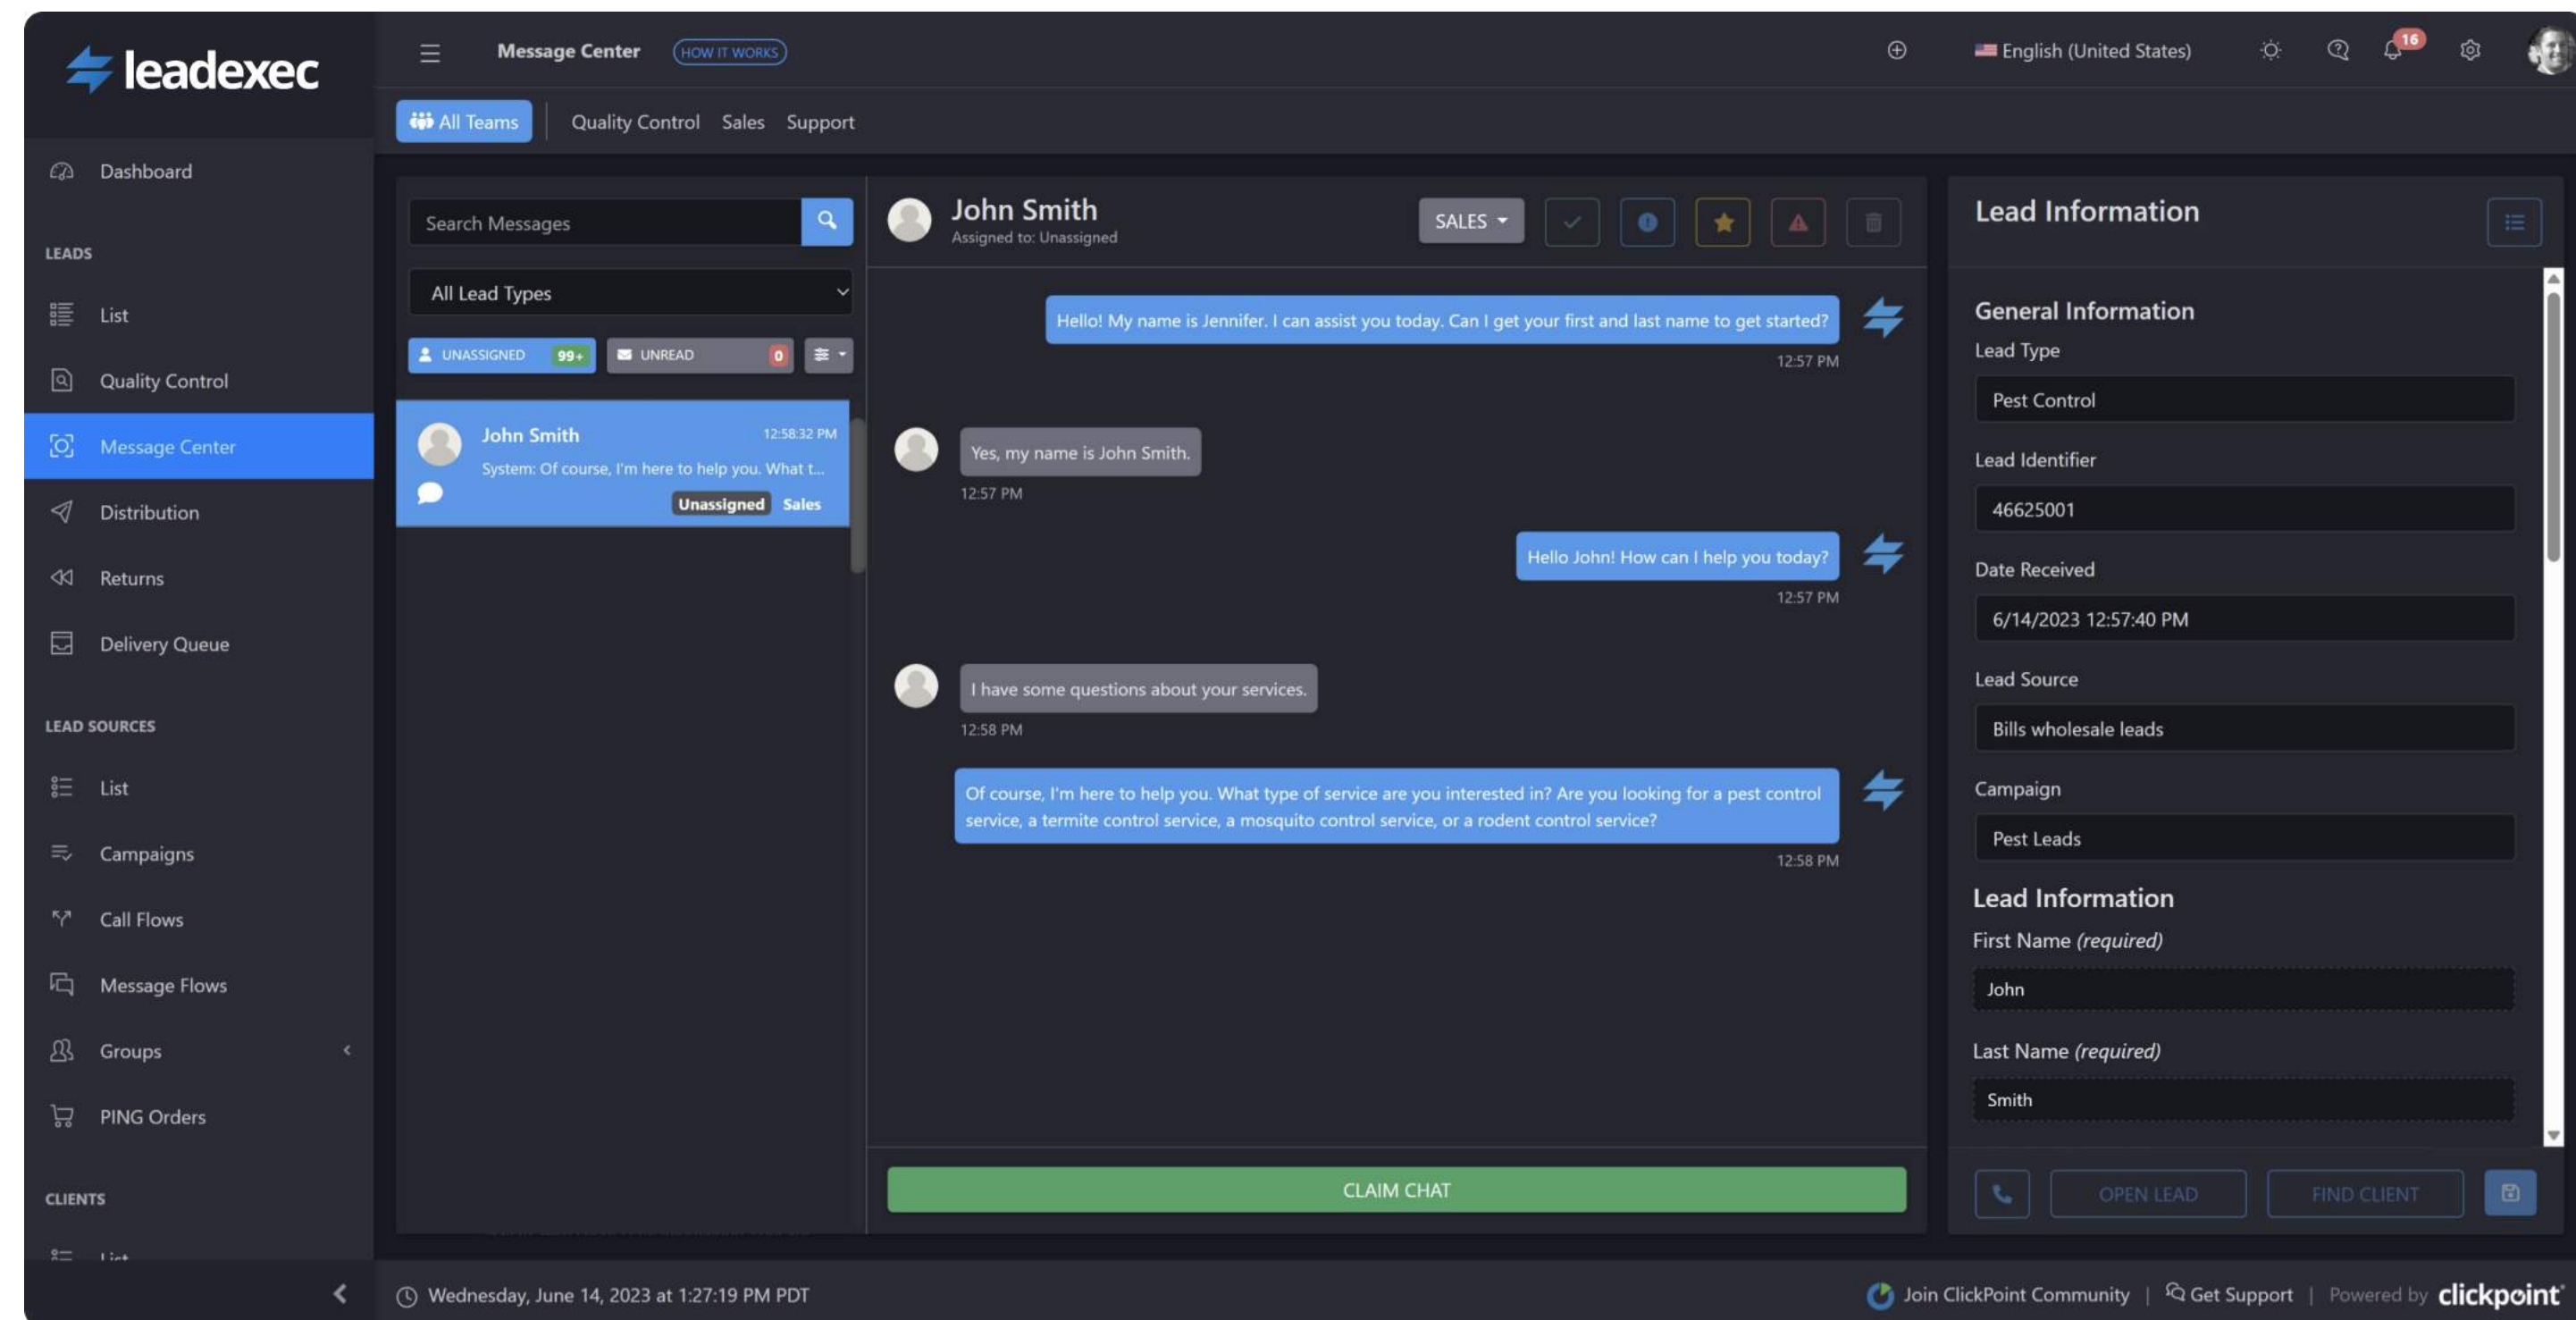 leadexec
Message Center
HOW IT WORKS
English (United States)
16
All Teams
Quality Control
Sales
Support
Dashboard
LEADS
List
Quality Control
Message Center
Distribution
Returns
Delivery Queue
LEAD SOURCES
List
Campaigns
Call Flows
Message Flows
Groups
PING Orders
CLIENTS
List
Search Messages
All Lead Types
UNASSIGNED 99+
UNREAD 0
John Smith 12:58:32 PM
System: Of course, I'm here to help you. What t...
Unassigned Sales
John Smith
Assigned to: Unassigned
SALES
Hello! My name is Jennifer. I can assist you today. Can I get your first and last name to get started?
12:57 PM
Yes, my name is John Smith.
12:57 PM
Hello John! How can I help you today?
12:57 PM
I have some questions about your services.
12:58 PM
Of course, I'm here to help you. What type of service are you interested in? Are you looking for a pest control
service, a termite control service, a mosquito control service, or a rodent control service?
12:58 PM
CLAIM CHAT
Lead Information
General Information
Lead Type
Pest Control
Lead Identifier
46625001
Date Received
6/14/2023 12:57:40 PM
Lead Source
Bills wholesale leads
Campaign
Pest Leads
Lead Information
First Name (required)
John
Last Name (required)
Smith
OPEN LEAD
FIND CLIENT
Wednesday, June 14, 2023 at 1:27:19 PM PDT
Join ClickPoint Community | Get Support | Powered by clickpoint